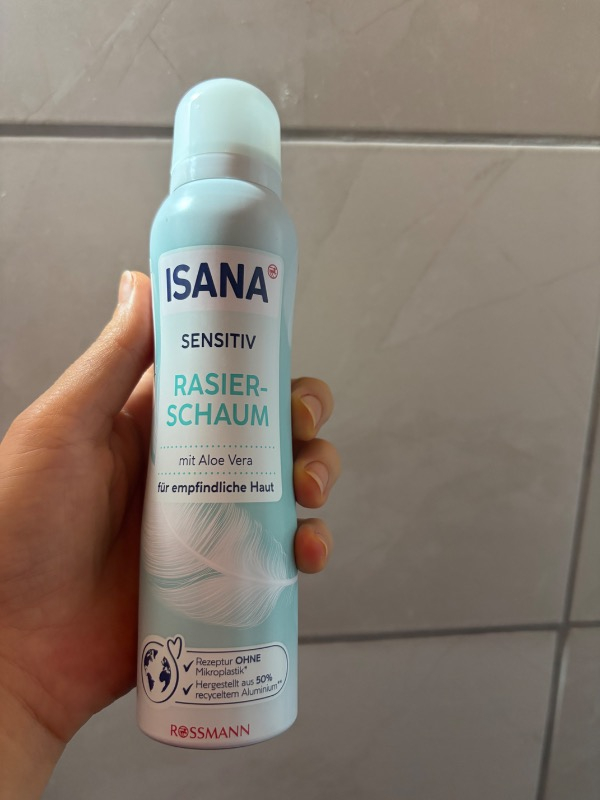 ISANA
SENSITIV
RASIER-
SCHAUM
mit Aloe Vera
für empfindliche Haut
Rezeptur OHNE
Mikroplastik*
Hergestellt aus 50%
recyceltem Aluminium**
ROSSMANN